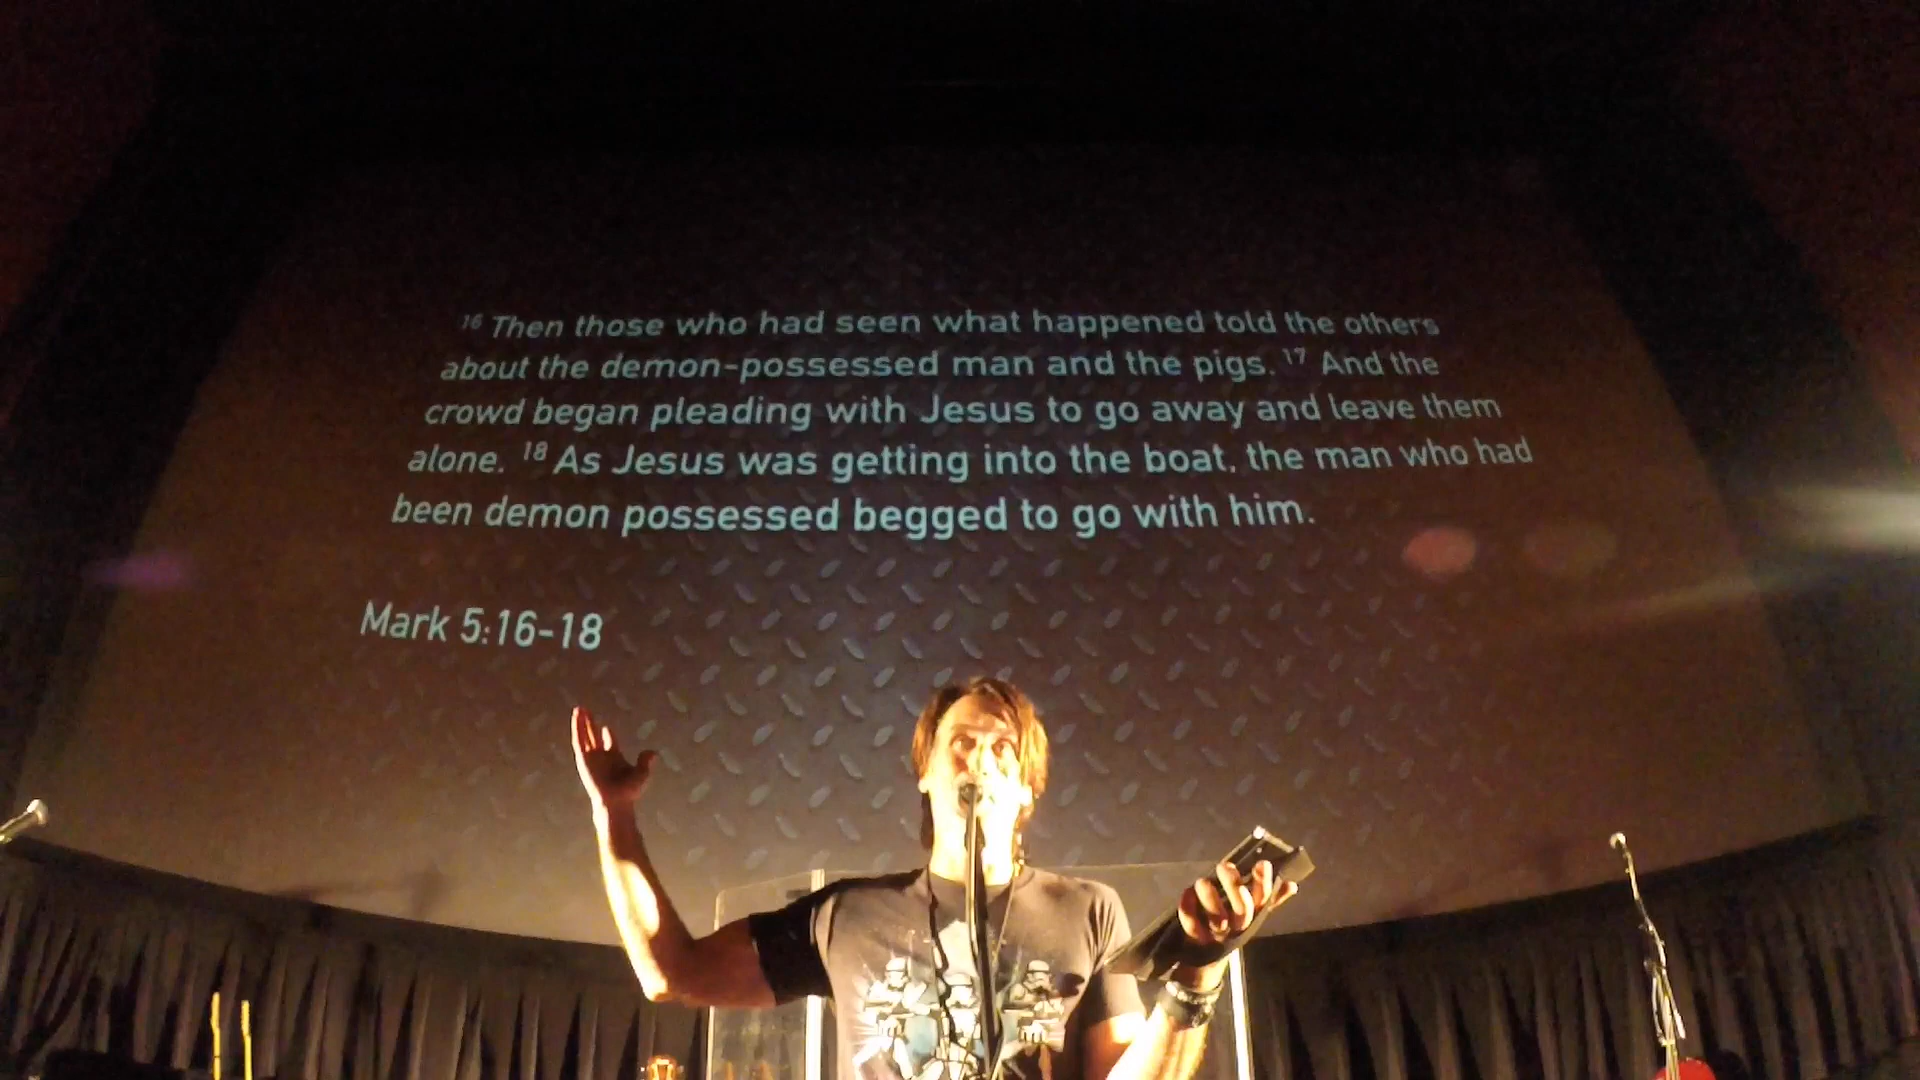 16 Then those who had seen what happened told the others
about the demon-possessed man and the pigs. 17 And the
crowd began pleading with Jesus to go away and leave them
alone. 18 As Jesus was getting into the boat, the man who had
been demon possessed begged to go with him.
Mark 5:16-18